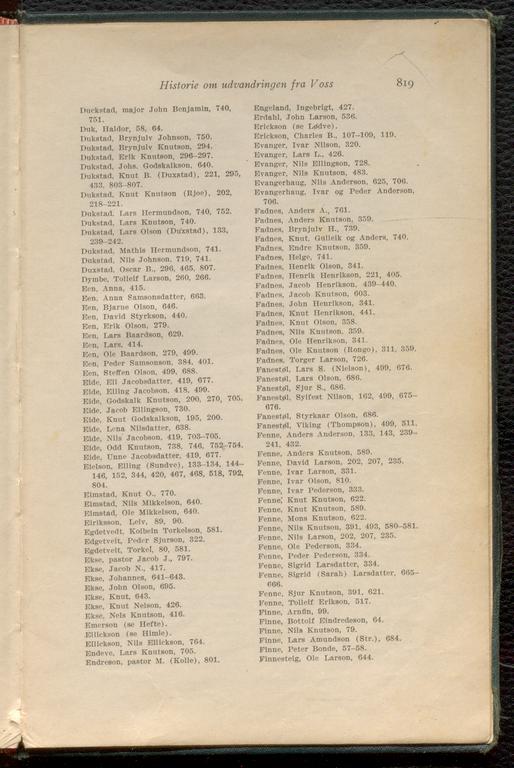 Historie om udvandringen fra Voss 819
Duckstad, major John Benjamin, 740,
751.
Duk, Haldor, 58, 64.
Dukstad, Brynjulv Johnson, 750.
Dukstad, Brynjulv Knutson, 294.
Dukstad, Erik Knutson, 296–297.
Dukstad, Johs. Godskalkson, 640.
Dukstad, Knut B. (Duxstad), 221, 295,
433, 803–807.
Dukstad, Knut Knutson (Rjoe), 202,
218–221.
Dukstad, Lars Hermundson, 740, 752.
Dukstad, Lars Knutson, 740.
Dukstad, Lars Olson (Duxstad), 133,
239–242.
Dukstad, Mathis Hermundson, 741.
Dukstad, Nils Johnson, 719, 741.
Duxstad, Oscar B., 296, 465, 807.
Dymbe, Tolleif Larson, 260, 266.
Een, Anna, 415.
Een, Anna Samsonsdatter, 663.
Een, Bjarne Olson, 646.
Een, David Styrkson, 440.
Een, Erik Olson, 279.
Een, Lars Baardson, 629.
Een, Lars, 414.
Een, Ole Baardson, 279, 499.
Een, Peder Samsonson, 384, 401.
Een, Steffen Olson, 499, 688.
Eide, Eli Jacobsdatter, 419, 677.
Eide, Elling Jacobson, 418, 499.
Eide, Godskalk Knutson, 200, 270, 705.
Eide, Jacob Ellingson, 730.
Eide, Knut Godskalkson, 195, 200.
Eide, Lena Nilsdatter, 638.
Eide, Nils Jacobson, 419, 703–705.
Eide, Odd Knutson, 738, 746, 752–754.
Eide, Unne Jacobsdatter, 419, 677.
Eielson, Elling (Sundve), 133–134, 144–
146, 152, 344, 420, 467, 468, 518, 792,
804.
Eimstad, Knut O., 770.
Eimstad, Nils Mikkelson, 640.
Eimstad, Ole Mikkelson, 640.
Eiriksson, Leiv, 89, 90.
Egdetvedt, Kolbein Torkelson, 581.
Edgetveit, Peder Sjurson, 322.
Egdetveit, Torkel, 80, 581.
Ekse, pastor Jacob J., 797.
Ekse, Jacob N., 417.
Ekse, Johannes, 641–643.
Ekse, John Olson, 695.
Ekse, Knut, 643.
Ekse, Knut Nelson, 426.
Ekse, Nels Knutson, 416.
Emerson (se Hefte).
Ellickson (se Himle).
Ellickson, Nils Ellickson, 764.
Endeve, Lars Knutson, 705.
Endreson, pastor M. (Kolle), 801.
Engeland, Ingebrigt, 427.
Erdahl, John Larson, 536.
Erickson (se Lødve).
Erickson, Charles B., 107–109, 119.
Evanger, Ivar Nilson, 320.
Evanger, Lars L., 426.
Evanger, Nils Ellingson, 728.
Evanger, Nils Knutson, 483.
Evangerhaug, Nils Anderson, 625, 706.
Evangerhaug, Ivar og Peder Anderson,
706.
Fadnes, Anders A., 761.
Fadnes, Anders Knutson, 359.
Fadnes, Brynjulv H., 739.
Fadnes, Knut, Gulleik og Anders, 740.
Fadnes, Endre Knutson, 359.
Fadnes, Helge, 741.
Fadnes, Henrik Olson, 341.
Fadnes, Henrik Henrikson, 221, 405.
Fadnes, Jacob Henrikson, 439–440.
Fadnes, Jacob Knutson, 603.
Fadnes, John Henrikson, 341.
Fadnes, Knut Henrikson, 441.
Fadnes, Knut Olson, 358.
Fadnes, Nils Knutson, 359.
Fadnes, Ole Henrikson, 341.
Fadnes, Ole Knutson (Rongo), 311, 359.
Fadnes, Torger Larson, 726.
Fanestøl, Lars S. (Nielson), 499, 676.
Fanestøl, Lars Olson, 686.
Fanestøl, Sjur S., 686.
Fanestøl, Sylfest Nilson, 162, 499, 675–
676.
Fanestøl, Styrkaar Olson, 686.
Fanestøl, Viking (Thompson), 499, 511.
Fenne, Anders Anderson, 133, 143, 239–
241, 432.
Fenne, Anders Knutson, 589.
Fenne, David Larson, 202, 207, 235.
Fenne, Ivar Larson, 331.
Fenne, Ivar Olson, 810.
Fenne, Ivar Pederson, 333.
Fenne, Knut Knutson, 622.
Fenne, Knut Knutson, 589.
Fenne, Mons Knutson, 622.
Fenne, Nils Knutson, 391, 493, 580–581.
Fenne, Nils Larson, 202, 207, 235.
Fenne, Ole Pederson, 334.
Fenne, Peder Pederson, 334.
Fenne, Sigrid Larsdatter, 334.
Fenne, Sigrid (Sarah) Larsdatter, 665–
666.
Fenne, Sjur Knutson, 391, 621.
Fenne, Tolleif Erikson, 517.
Finne, Arnfin, 99.
Finne, Bottolf Eindredeson, 64.
Finne, Nils Knutson, 79.
Finne, Lars Amundson (Str.), 684.
Finne, Peter Bonde, 57–58.
Finnesteig, Ole Larson, 644.